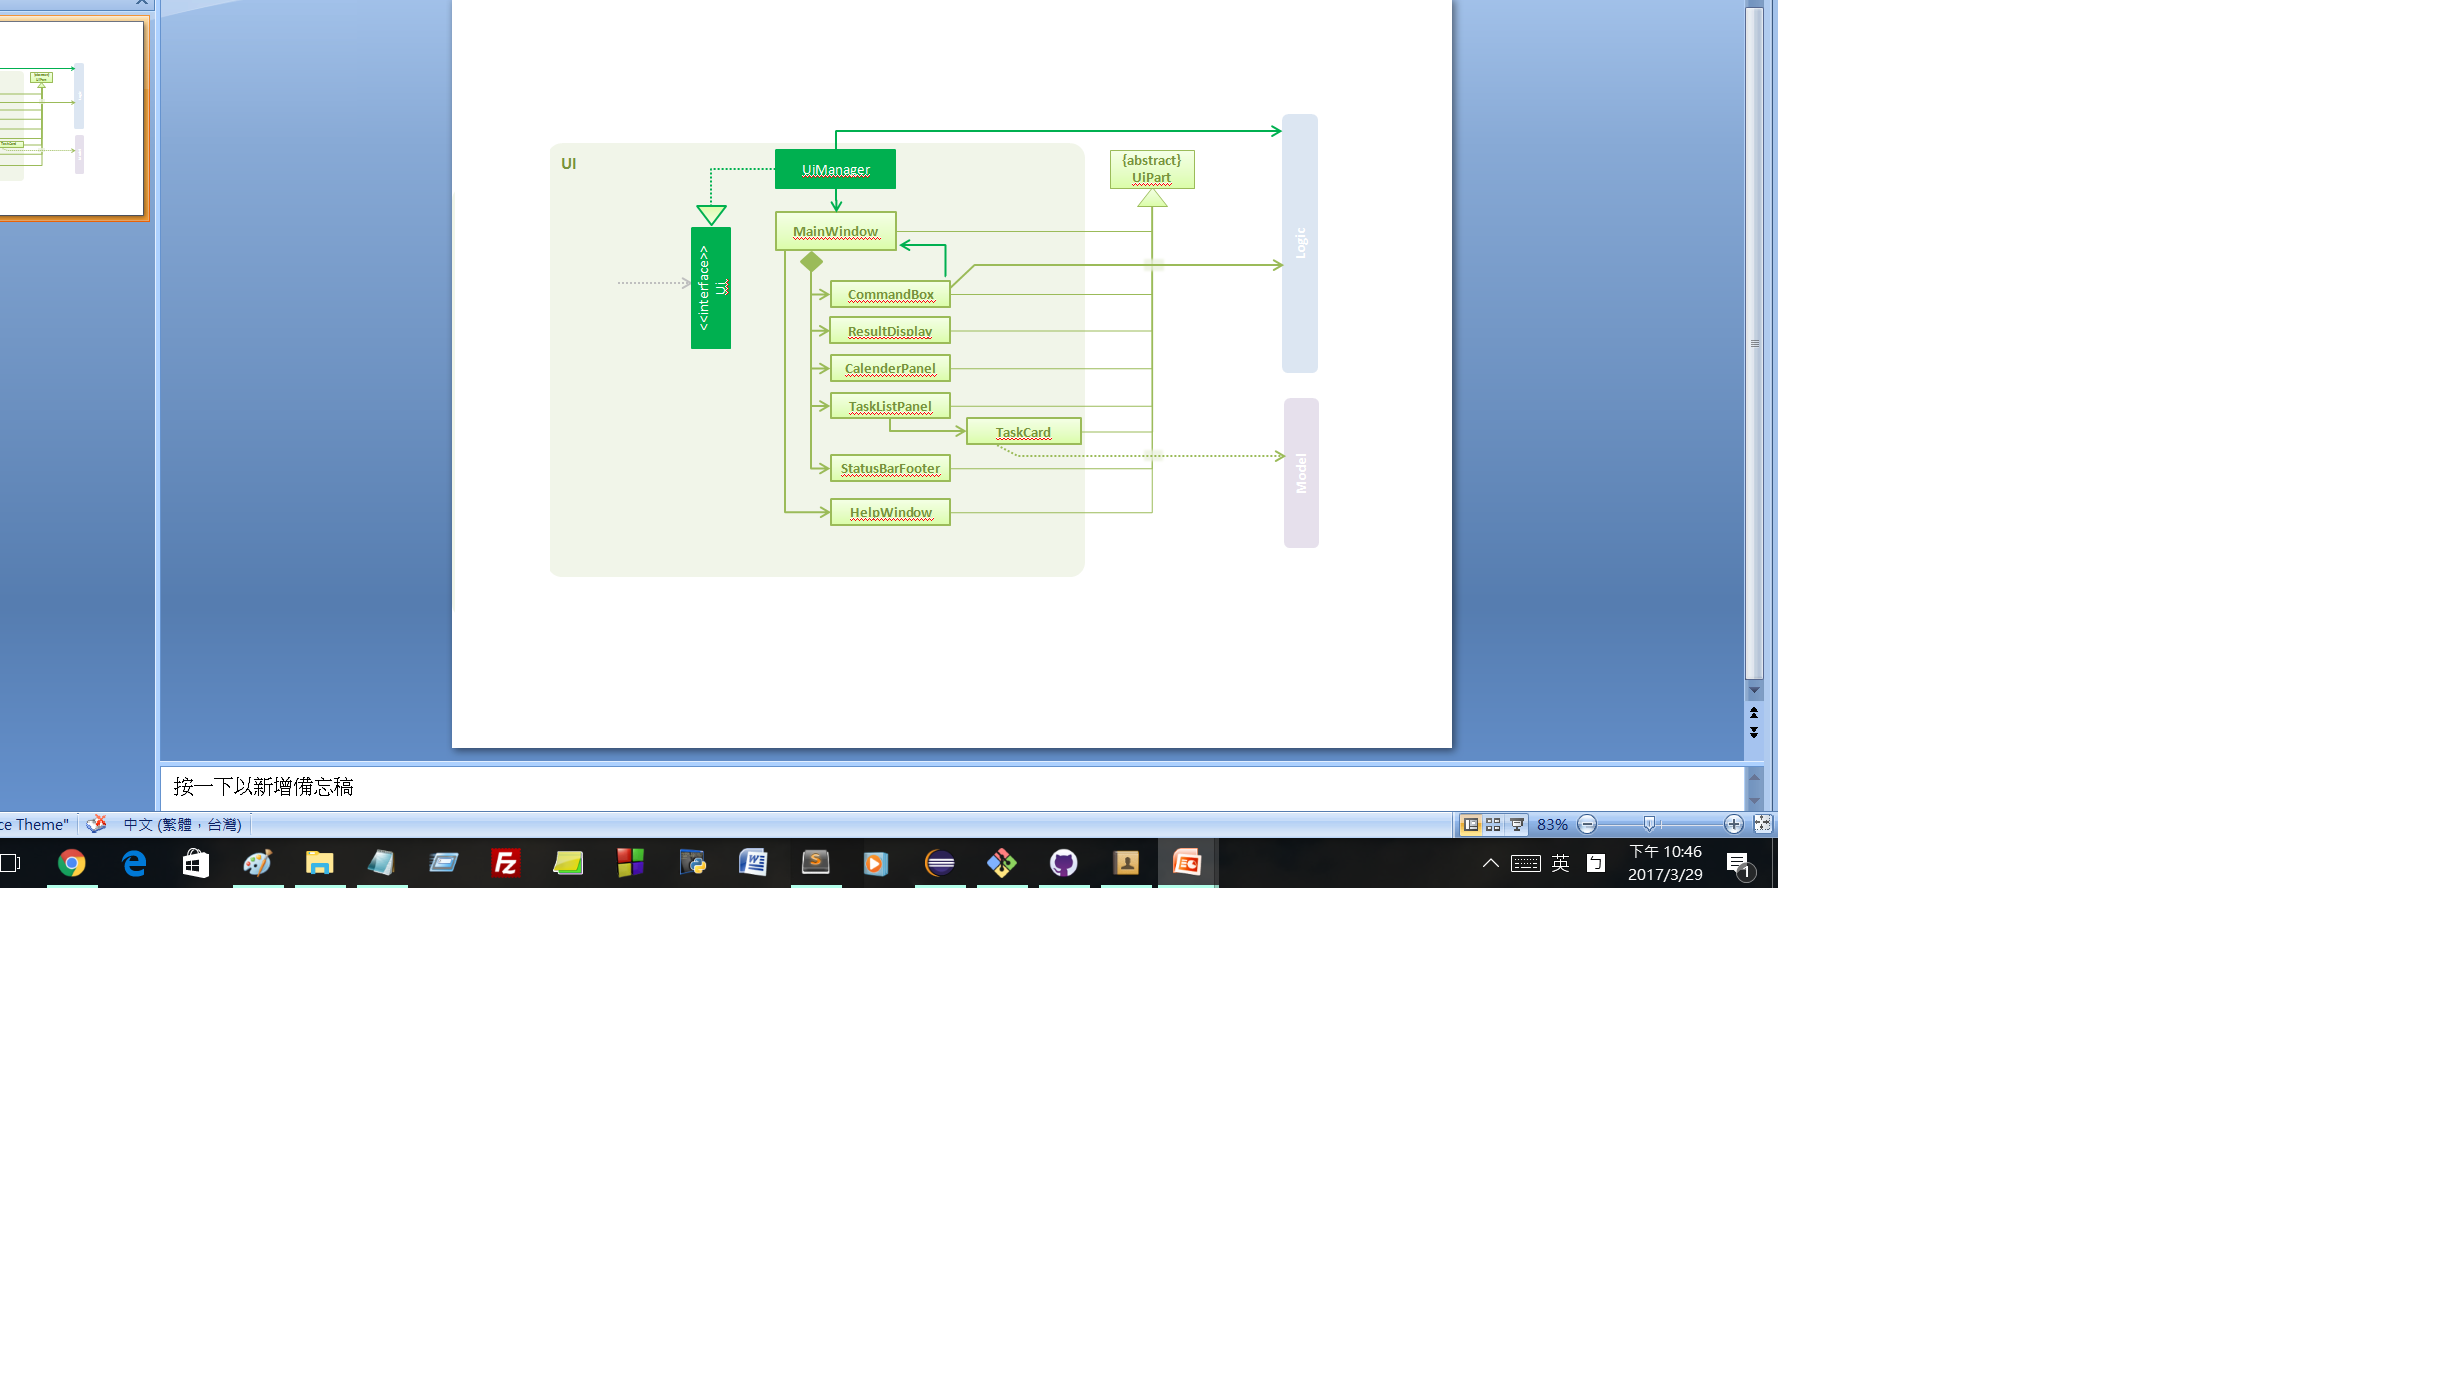 UI
UiManager
{abstract}
UiPart
MainWindow
<<interface>>
Ui
Logic
CommandBox
ResultDisplay
CalenderPanel
TaskListPanel
TaskCard
StatusBarFooter
Model
HelpWindow
按一下以新增備忘稿
ce Theme"
中文 (繁體，台灣)
83%
英
ㄅ
下午 10:46
2017/3/29
1